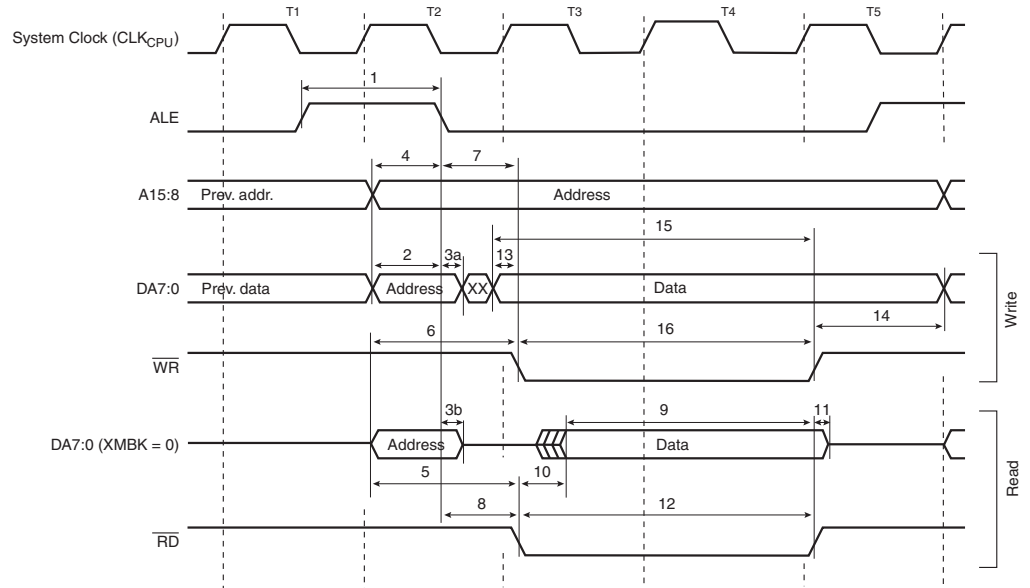 T1 T2 T3 T4 T5
System Clock (CLKCPU)
1
ALE
4 7
A15:8 Prev. addr. Address
15
2 3a 13
DA7:0 Prev. data Address XX Data
14
6 16
WR
Write
3b 9 11
DA7:0 (XMBK = 0) Address Data
5 10
8 12
RD
Read